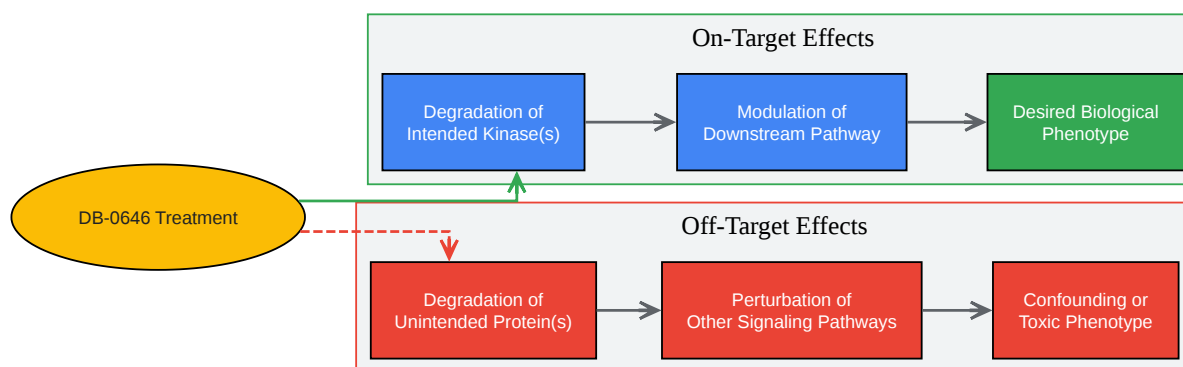 On-Target Effects
Degradation of
Intended Kinase(s)
Modulation of
Downstream Pathway
Desired Biological
Phenotype
DB-0646 Treatment
Off-Target Effects
Degradation of
Unintended Protein(s)
Perturbation of
Other Signaling Pathways
Confounding or
Toxic Phenotype